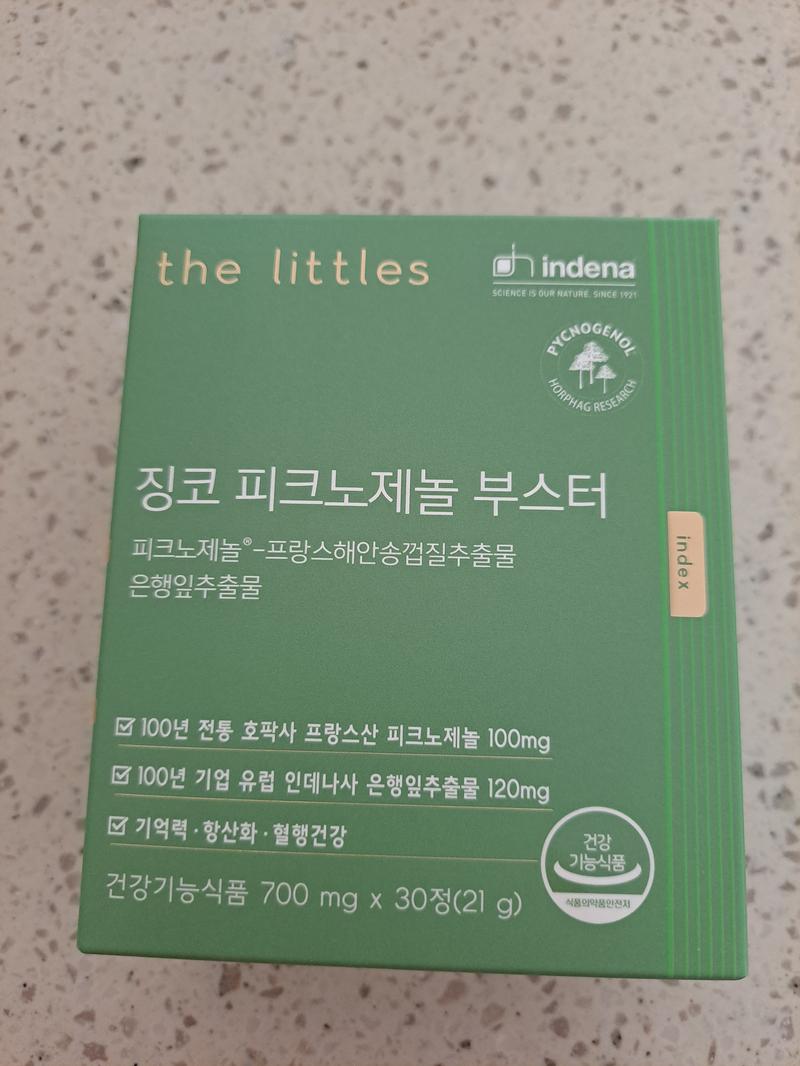 the littles
indena
SCIENCE IS OUR NATURE. SINCE 1921
PYCNOGENOL
HORPHAG RESEARCH
징코 피크노제놀 부스터
피크노제놀®-프랑스해안송껍질추출물
은행잎추출물
index
100년 전통 호팍사 프랑스산 피크노제놀 100mg
100년 기업 유럽 인데나사 은행잎추출물 120mg
기억력·항산화·혈행건강
건강
기능식품
식품의약품안전처
건강기능식품 700 mg x 30정(21 g)